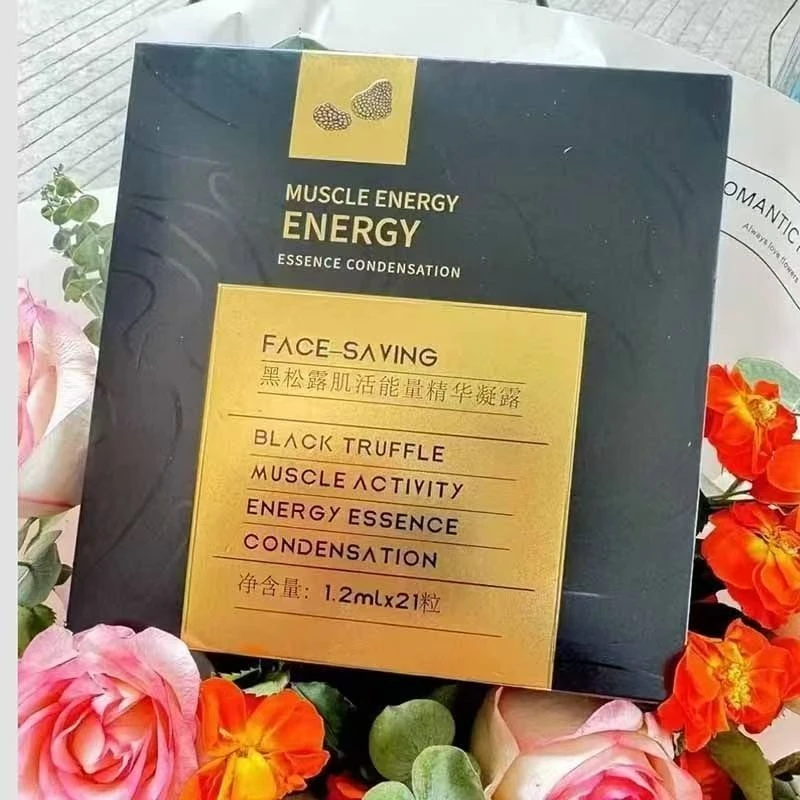 MUSCLE ENERGY
ENERGY
ESSENCE CONDENSATION
FACE-SAVING
黑松露肌活能量精华凝露
BLACK TRUFFLE
MUSCLE ACTIVITY
ENERGY ESSENCE
CONDENSATION
净含量：1.2mlx21粒
Always love flowers